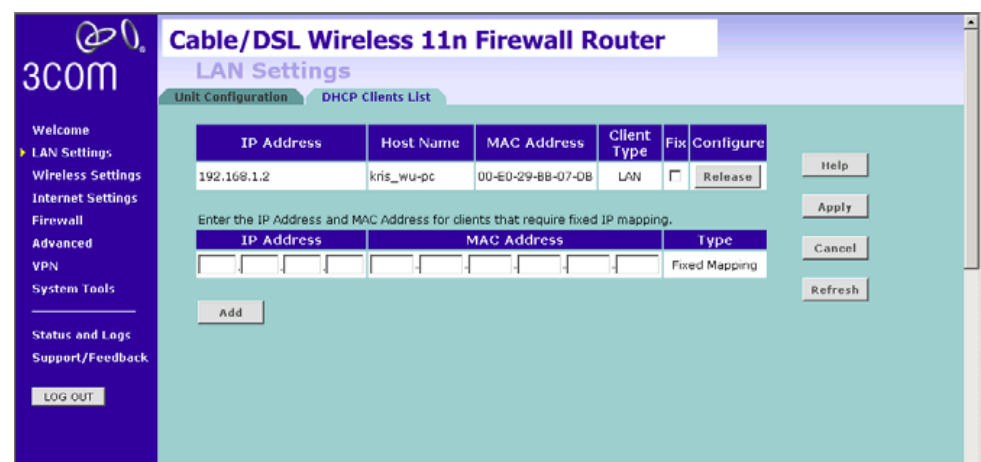 3COM
Cable/DSL Wireless 11n Firewall Router
LAN Settings
Unit Configuration
DHCP Clients List
Welcome
LAN Settings
Wireless Settings
Internet Settings
Firewall
Advanced
VPN
System Tools
Status and Logs
Support/Feedback
LOG OUT
IP Address Host Name MAC Address Client Type Fix Configure
192.168.1.2 kris_wu-pc 00-E0-29-BB-07-DB LAN Release
Enter the IP Address and MAC Address for clients that require fixed IP mapping.
IP Address MAC Address Type
. . . - - - - - Fixed Mapping
Add
Help
Apply
Cancel
Refresh